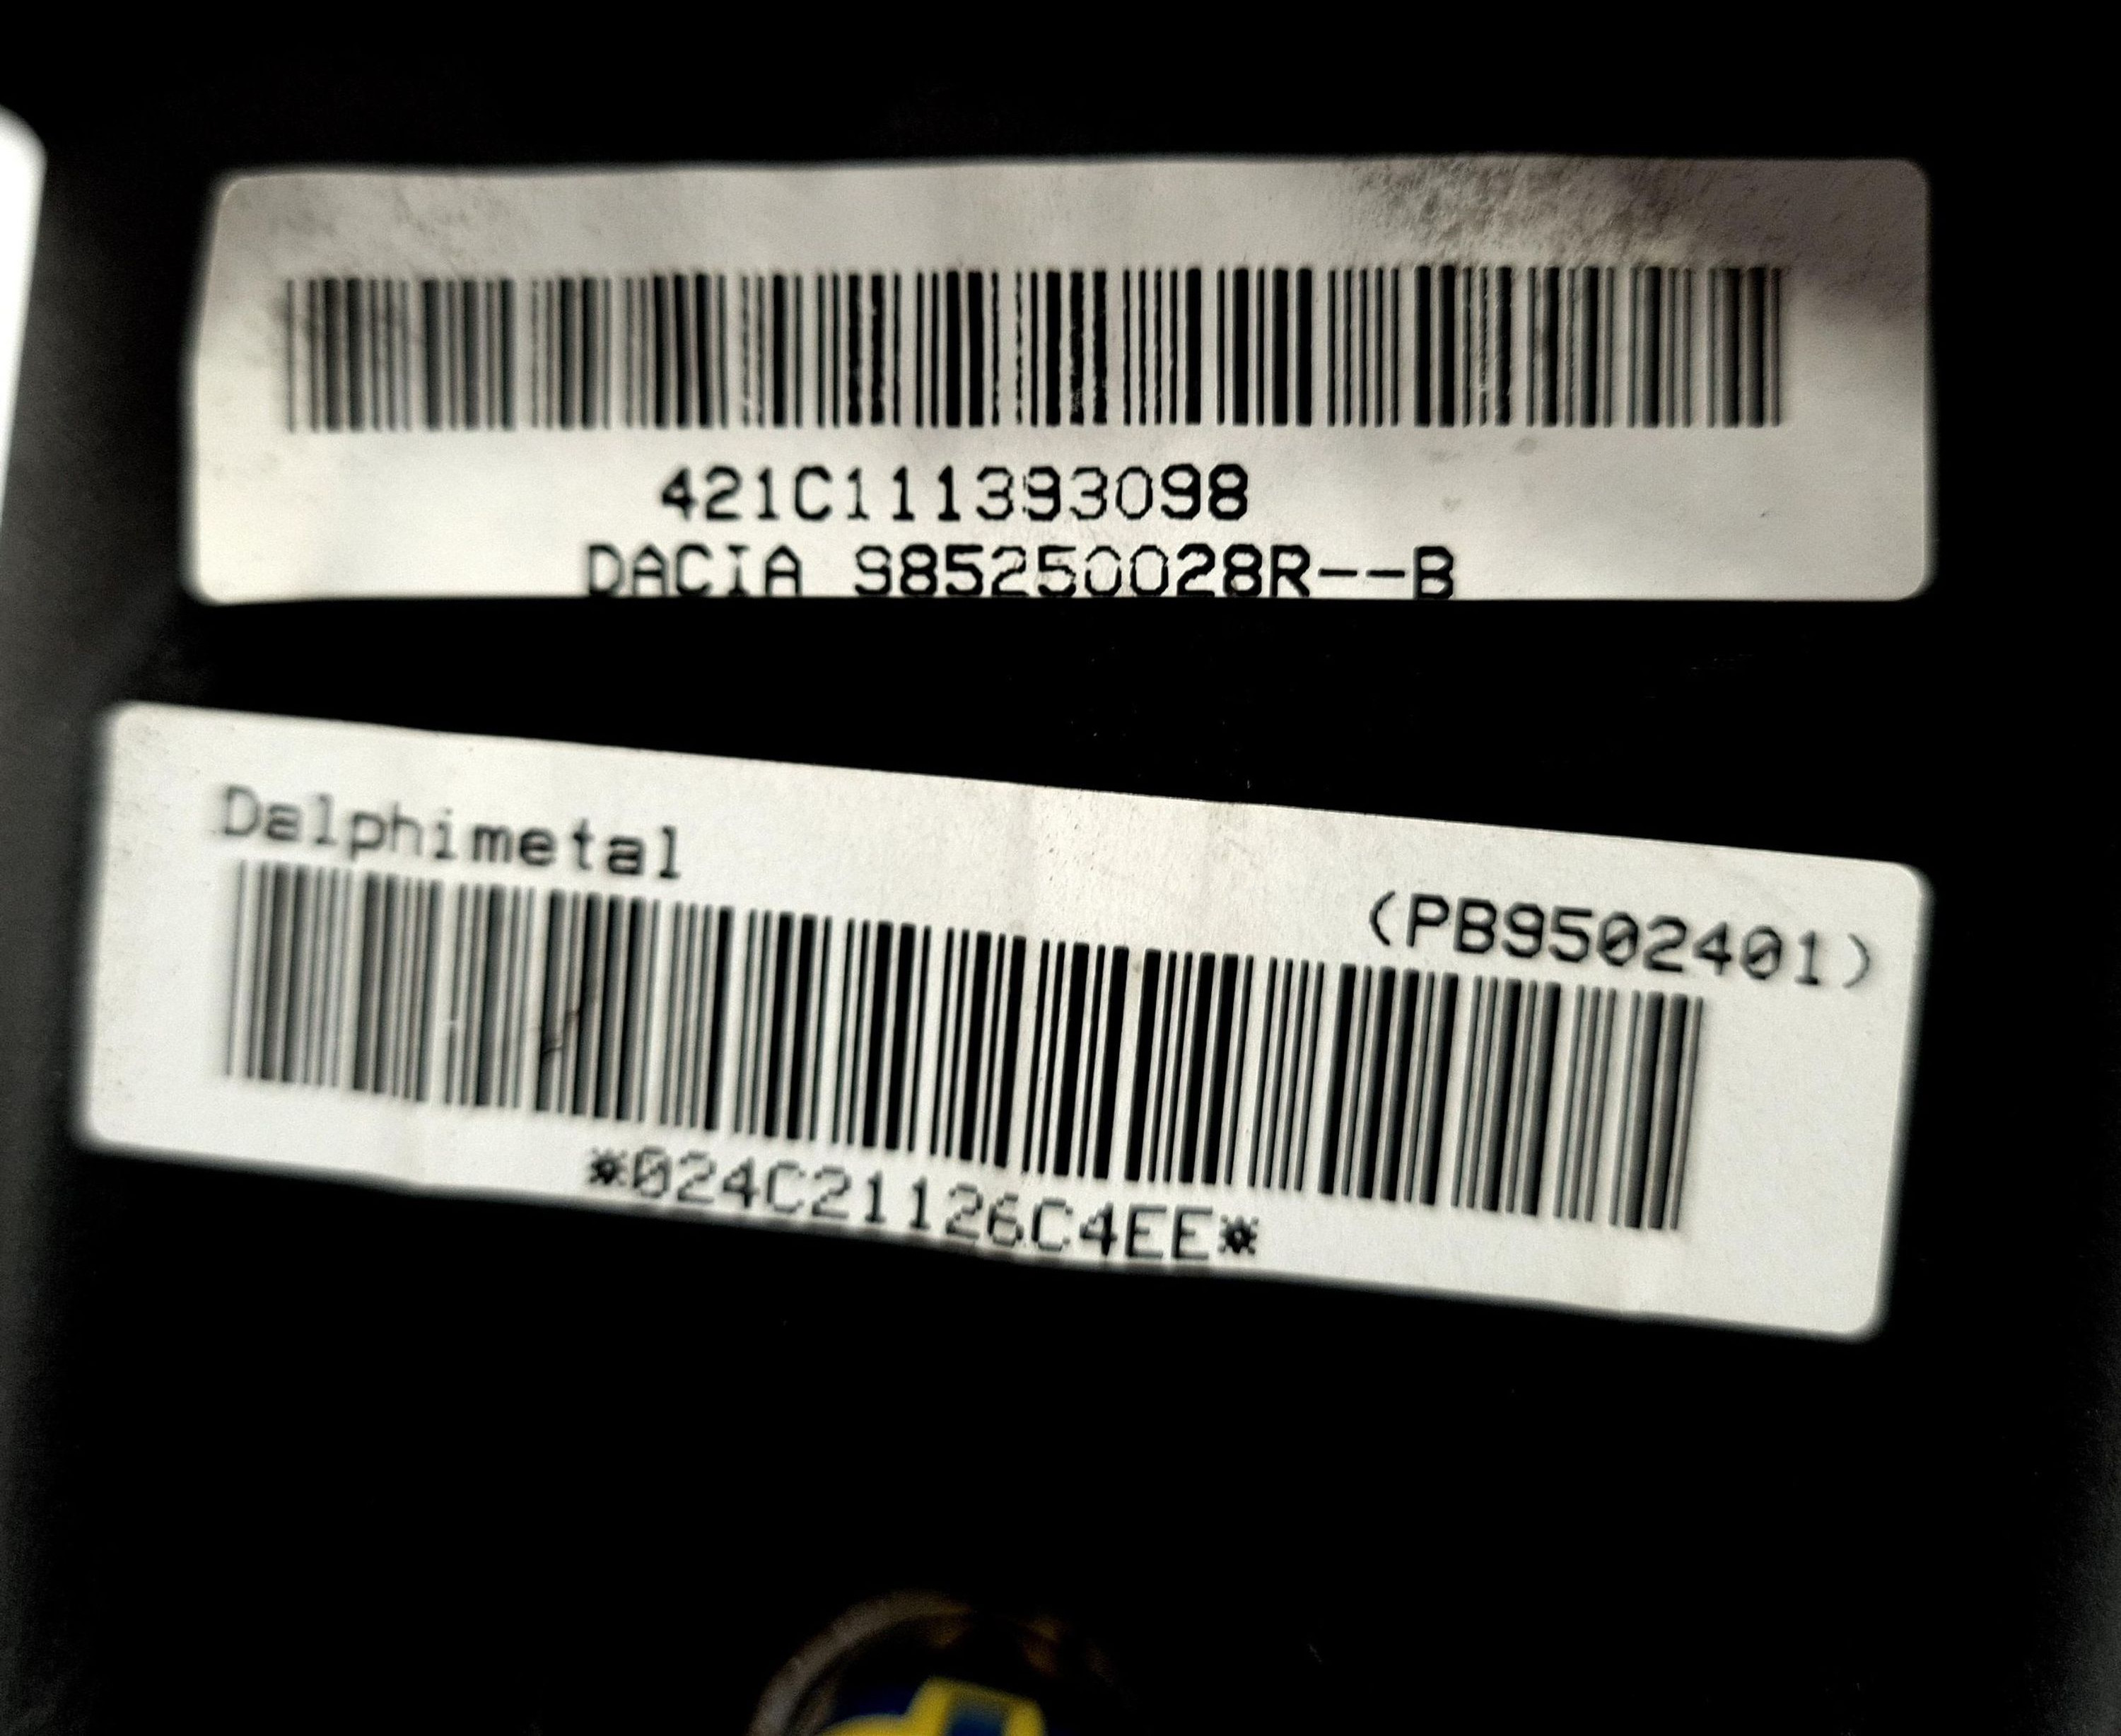 421C111393098
DACIA 985250028R--B
Dalphimetal
(PB9502401)
*024C21126C4EE*